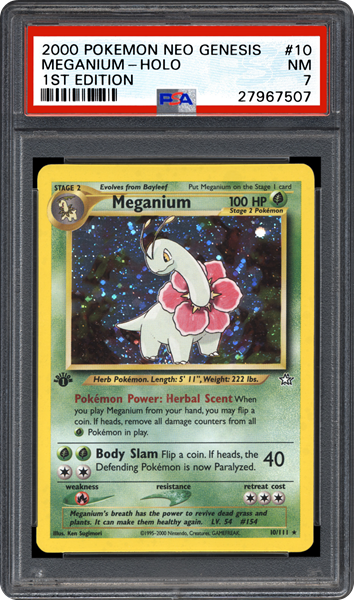 2000 POKEMON NEO GENESIS #10
MEGANIUM - HOLO NM
1ST EDITION 7
PSA 27967507
STAGE 2 Evolves from Bayleef Put Meganium on the Stage 1 card
Meganium 100 HP
Stage 2 Pokémon
EDITION
1
Herb Pokémon. Length: 5' 11", Weight: 222 lbs.
Pokémon Power: Herbal Scent When
you play Meganium from your hand, you may flip a
coin. If heads, remove all damage counters from all
Pokémon in play.
Body Slam Flip a coin. If heads, the
Defending Pokémon is now Paralyzed. 40
weakness resistance retreat cost
Meganium's breath has the power to revive dead grass and
plants. It can make them healthy again. LV. 54 #154
Illus. Ken Sugimori ©1995-2000 Nintendo, Creatures, GAMEFREAK. 10/111 ★